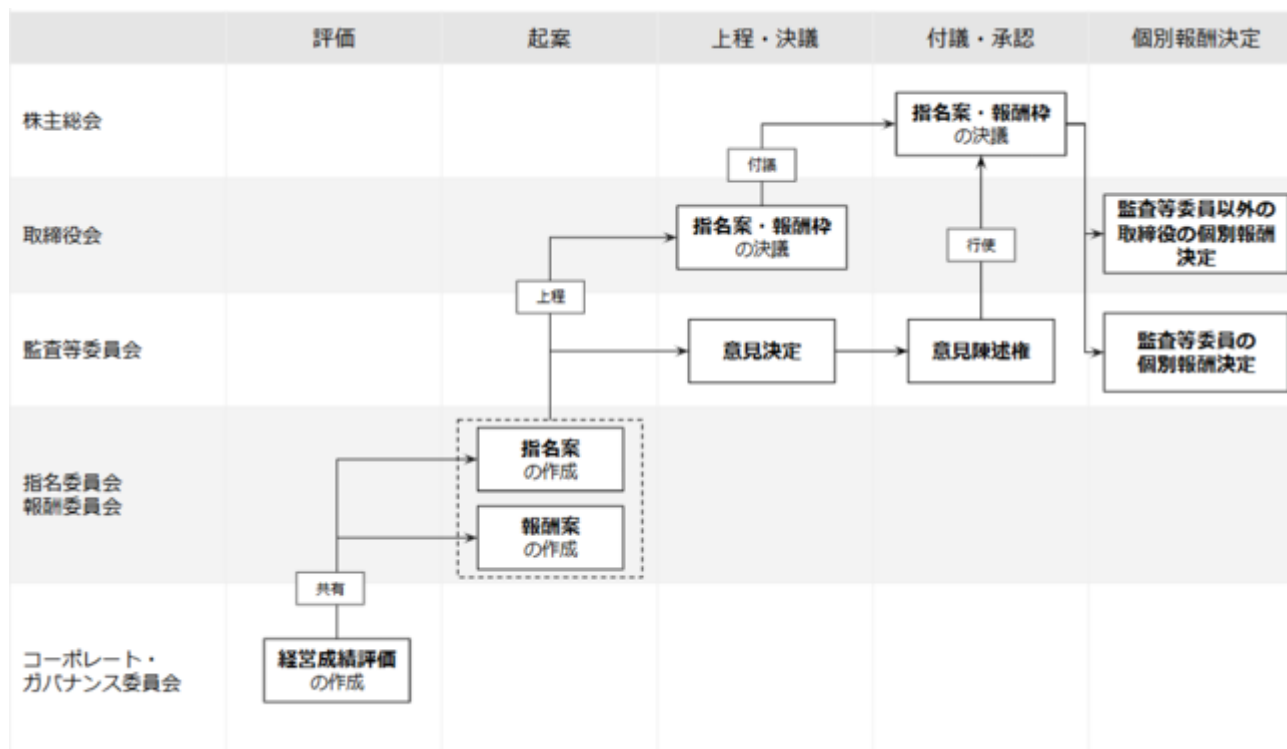 評価
起案
上程・決議
付議・承認
個別報酬決定
株主総会
指名案・報酬枠
の決議
付議
取締役会
指名案・報酬枠
の決議
行使
監査等委員以外の
取締役の個別報酬
決定
上程
監査等委員会
意見決定
意見陳述権
監査等委員の
個別報酬決定
指名委員会
報酬委員会
指名案
の作成
報酬案
の作成
共有
コーポレート・
ガバナンス委員会
経営成績評価
の作成